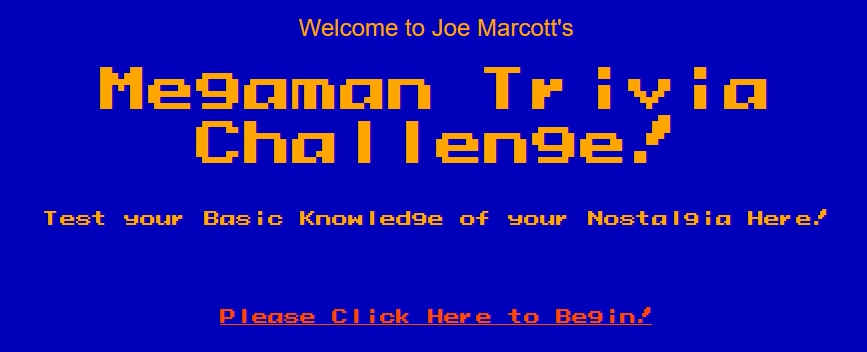 Welcome to Joe Marcott's
Megaman Trivia
Challenge!
Test your Basic Knowledge of your Nostalgia Here!
Please Click Here to Begin!